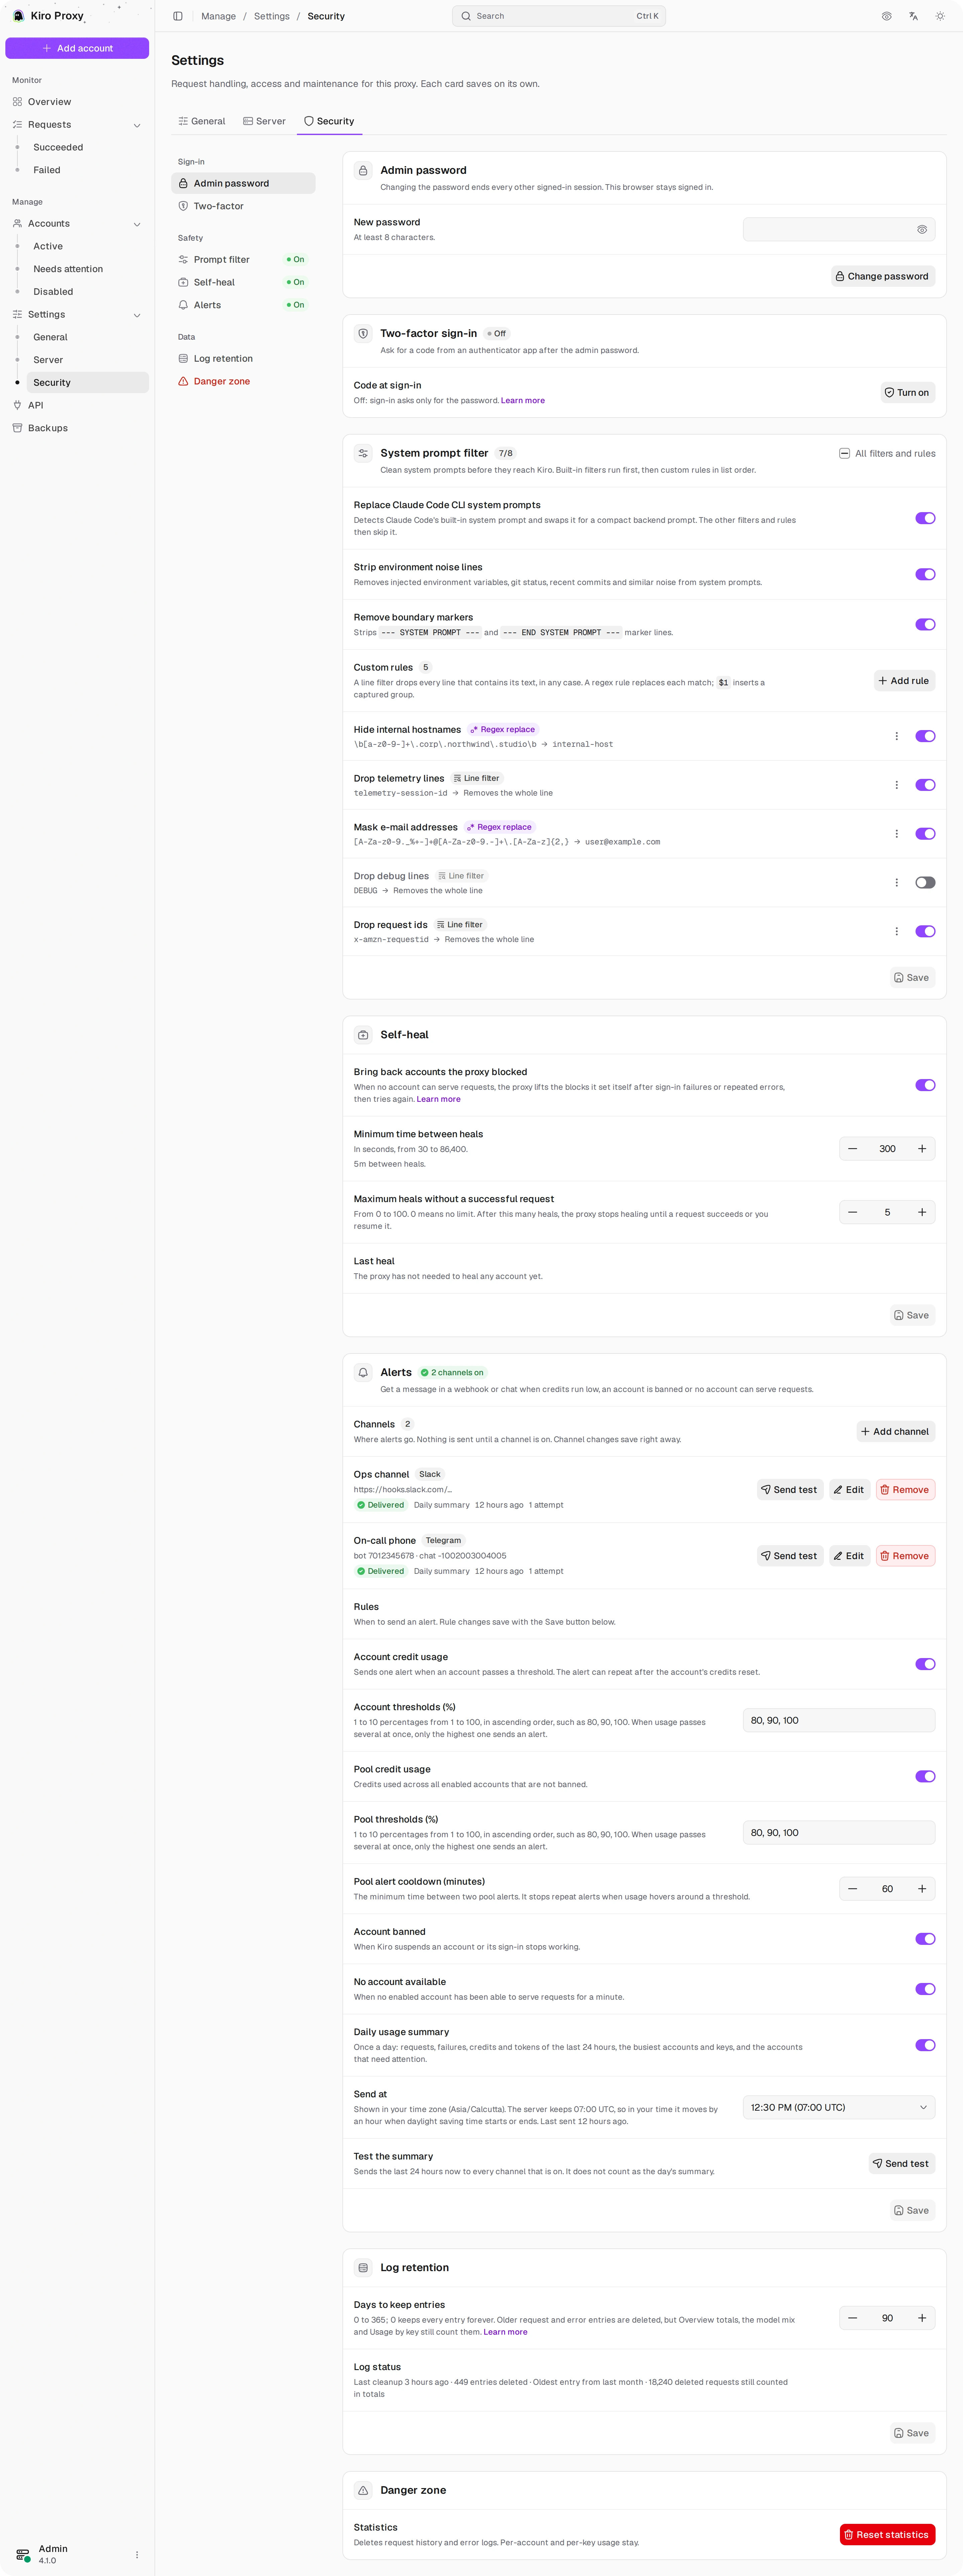 Kiro Proxy
Manage / Settings / Security
Search
Ctrl K
Add account
Monitor
Overview
Requests
Succeeded
Failed
Manage
Accounts
Active
Needs attention
Disabled
Settings
General
Server
Security
API
Backups
Admin
4.1.0
Settings
Request handling, access and maintenance for this proxy. Each card saves on its own.
General
Server
Security
Sign-in
Admin password
Two-factor
Safety
Prompt filter
On
Self-heal
On
Alerts
On
Data
Log retention
Danger zone
Admin password
Changing the password ends every other signed-in session. This browser stays signed in.
New password
At least 8 characters.
Change password
Two-factor sign-in
Off
Ask for a code from an authenticator app after the admin password.
Code at sign-in
Off: sign-in asks only for the password. Learn more
Turn on
System prompt filter
7/8
All filters and rules
Clean system prompts before they reach Kiro. Built-in filters run first, then custom rules in list order.
Replace Claude Code CLI system prompts
Detects Claude Code's built-in system prompt and swaps it for a compact backend prompt. The other filters and rules
then skip it.
Strip environment noise lines
Removes injected environment variables, git status, recent commits and similar noise from system prompts.
Remove boundary markers
Strips --- SYSTEM PROMPT --- and --- END SYSTEM PROMPT --- marker lines.
Custom rules 5
A line filter drops every line that contains its text, in any case. A regex rule replaces each match; $1 inserts a
captured group.
Add rule
Hide internal hostnames
Regex replace
\b[a-z0-9-]+\.corp\.northwind\.studio\b → internal-host
Drop telemetry lines
Line filter
telemetry-session-id → Removes the whole line
Mask e-mail addresses
Regex replace
[A-Za-z0-9._%+-]+@[A-Za-z0-9.-]+\.[A-Za-z]{2,} → user@example.com
Drop debug lines
Line filter
DEBUG → Removes the whole line
Drop request ids
Line filter
x-amzn-requestid → Removes the whole line
Save
Self-heal
Bring back accounts the proxy blocked
When no account can serve requests, the proxy lifts the blocks it set itself after sign-in failures or repeated errors,
then tries again. Learn more
Minimum time between heals
In seconds, from 30 to 86,400.
5m between heals.
300
Maximum heals without a successful request
From 0 to 100. 0 means no limit. After this many heals, the proxy stops healing until a request succeeds or you
resume it.
5
Last heal
The proxy has not needed to heal any account yet.
Save
Alerts
2 channels on
Get a message in a webhook or chat when credits run low, an account is banned or no account can serve requests.
Channels 2
Where alerts go. Nothing is sent until a channel is on. Channel changes save right away.
Add channel
Ops channel
Slack
https://hooks.slack.com/…
Delivered Daily summary 12 hours ago 1 attempt
Send test
Edit
Remove
On-call phone
Telegram
bot 7012345678 · chat -1002003004005
Delivered Daily summary 12 hours ago 1 attempt
Send test
Edit
Remove
Rules
When to send an alert. Rule changes save with the Save button below.
Account credit usage
Sends one alert when an account passes a threshold. The alert can repeat after the account's credits reset.
Account thresholds (%)
1 to 10 percentages from 1 to 100, in ascending order, such as 80, 90, 100. When usage passes
several at once, only the highest one sends an alert.
80, 90, 100
Pool credit usage
Credits used across all enabled accounts that are not banned.
Pool thresholds (%)
1 to 10 percentages from 1 to 100, in ascending order, such as 80, 90, 100. When usage passes
several at once, only the highest one sends an alert.
80, 90, 100
Pool alert cooldown (minutes)
The minimum time between two pool alerts. It stops repeat alerts when usage hovers around a threshold.
60
Account banned
When Kiro suspends an account or its sign-in stops working.
No account available
When no enabled account has been able to serve requests for a minute.
Daily usage summary
Once a day: requests, failures, credits and tokens of the last 24 hours, the busiest accounts and keys, and the accounts
that need attention.
Send at
Shown in your time zone (Asia/Calcutta). The server keeps 07:00 UTC, so in your time it moves by
an hour when daylight saving time starts or ends. Last sent 12 hours ago.
12:30 PM (07:00 UTC)
Test the summary
Sends the last 24 hours now to every channel that is on. It does not count as the day's summary.
Send test
Save
Log retention
Days to keep entries
0 to 365; 0 keeps every entry forever. Older request and error entries are deleted, but Overview totals, the model mix
and Usage by key still count them. Learn more
90
Log status
Last cleanup 3 hours ago · 449 entries deleted · Oldest entry from last month · 18,240 deleted requests still counted
in totals
Save
Danger zone
Statistics
Deletes request history and error logs. Per-account and per-key usage stay.
Reset statistics